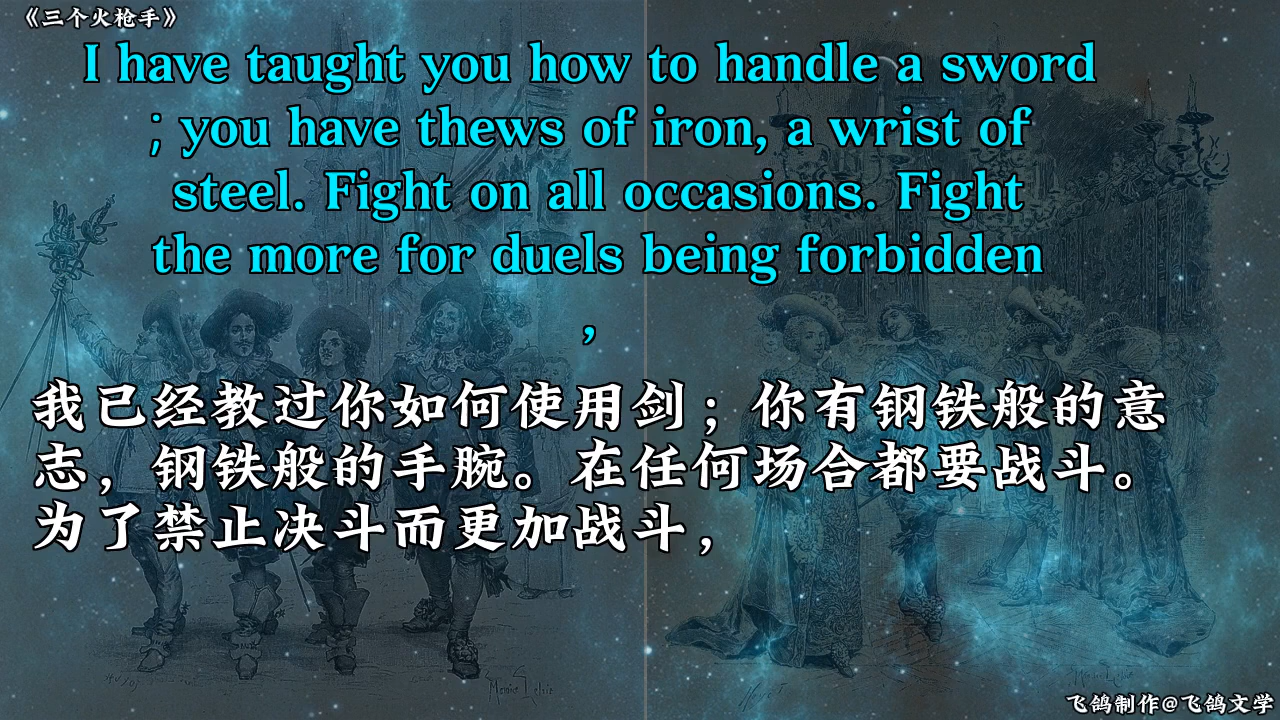 《三个火枪手》
I have taught you how to handle a sword
; you have thews of iron, a wrist of
steel. Fight on all occasions. Fight
the more for duels being forbidden
,
我已经教过你如何使用剑；你有钢铁般的意
志，钢铁般的手腕。在任何场合都要战斗。
为了禁止决斗而更加战斗，
飞鸽制作@飞鸽文学